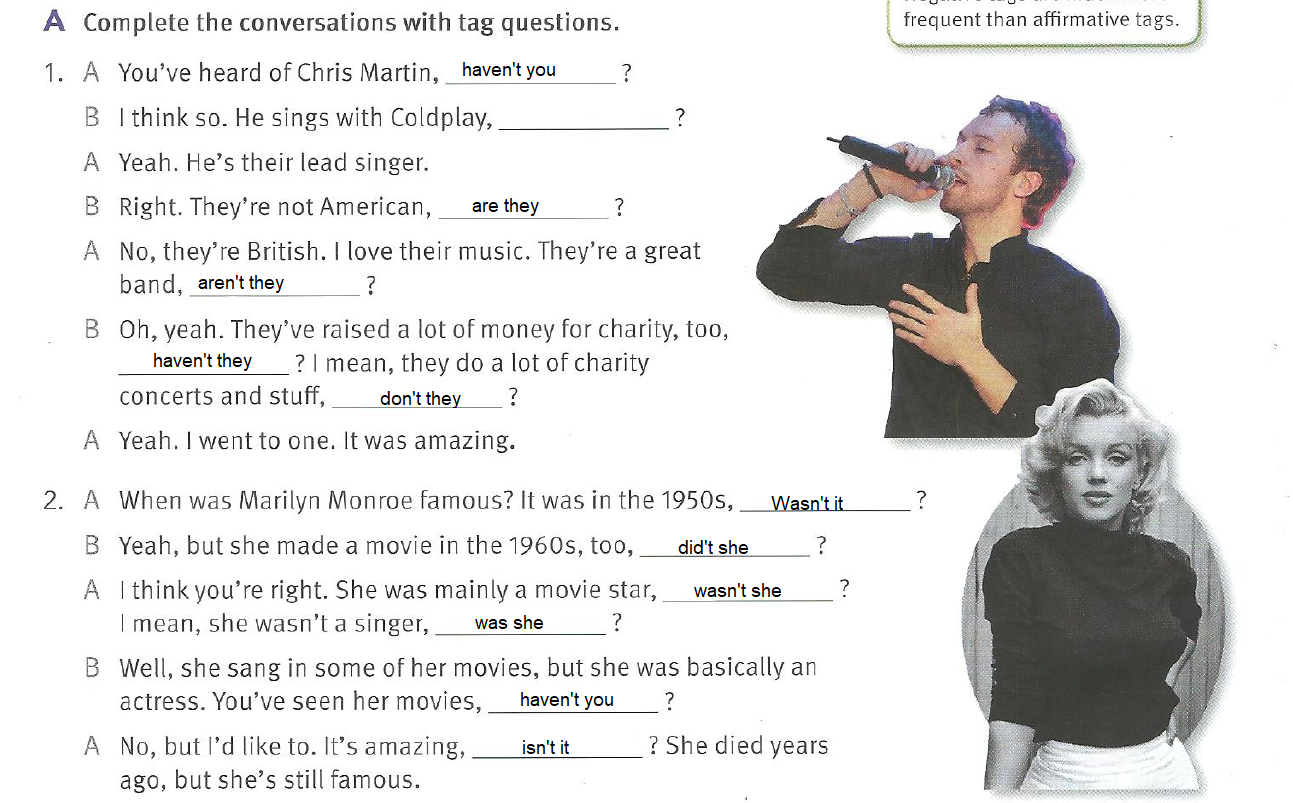 A Complete the conversations with tag questions.
frequent than affirmative tags.
1. A You've heard of Chris Martin, haven't you ?
B I think so. He sings with Coldplay, ____________ ?
A Yeah. He's their lead singer.
B Right. They're not American, are they ?
A No, they're British. I love their music. They're a great
band, aren't they ?
B Oh, yeah. They've raised a lot of money for charity, too,
haven't they ? I mean, they do a lot of charity
concerts and stuff, don't they ?
A Yeah. I went to one. It was amazing.
2. A When was Marilyn Monroe famous? It was in the 1950s, Wasn't it ?
B Yeah, but she made a movie in the 1960s, too, did't she ?
A I think you're right. She was mainly a movie star, wasn't she ?
I mean, she wasn't a singer, was she ?
B Well, she sang in some of her movies, but she was basically an
actress. You've seen her movies, haven't you ?
A No, but I'd like to. It's amazing, isn't it ? She died years
ago, but she's still famous.